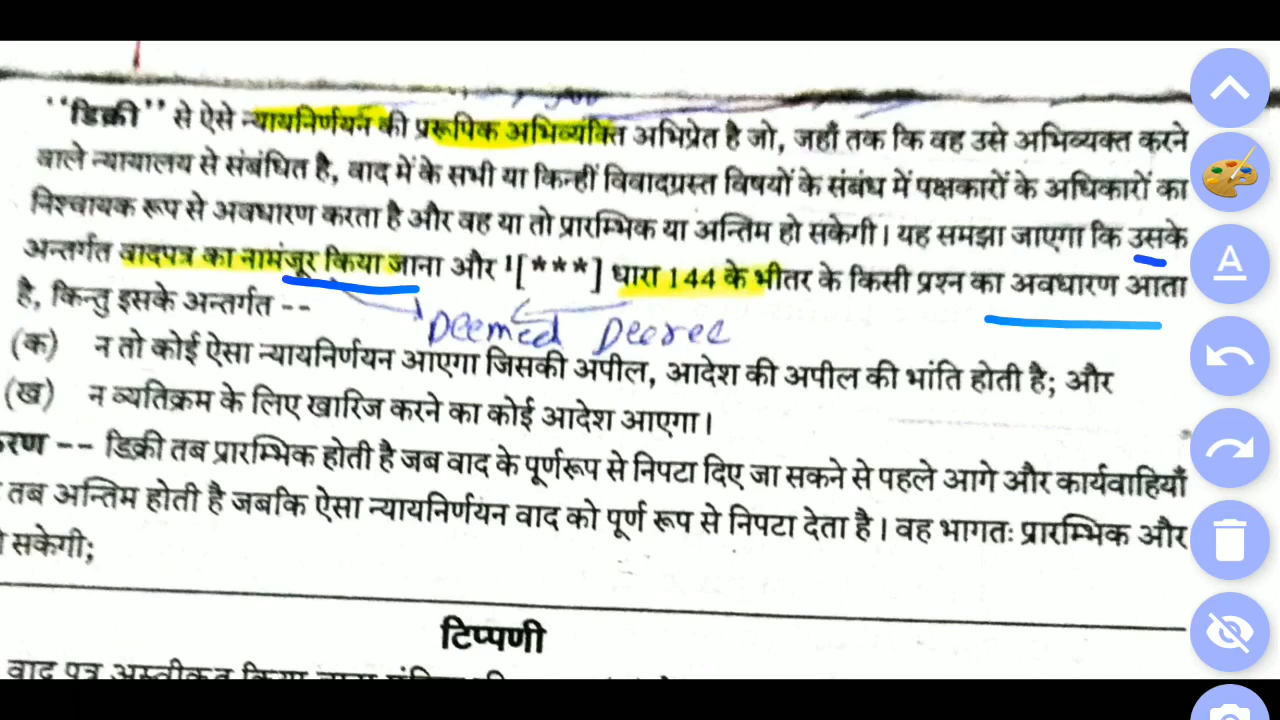 “डिक्री” से ऐसे न्यायनिर्णयन की प्ररूपिक अभिव्यक्ति अभिप्रेत है जो, जहाँ तक कि वह उसे अभिव्यक्त करने
वाले न्यायालय से संबंधित है, वाद में के सभी या किन्हीं विवादग्रस्त विषयों के संबंध में पक्षकारों के अधिकारों का
निश्चायक रूप से अवधारण करता है और वह या तो प्रारम्भिक या अन्तिम हो सकेगी। यह समझा जाएगा कि उसके
अन्तर्गत वादपत्र का नामंजूर किया जाना और ¹[***] धारा 144 के भीतर के किसी प्रश्न का अवधारण आता
है, किन्तु इसके अन्तर्गत --
Deemed Decree
(क) न तो कोई ऐसा न्यायनिर्णयन आएगा जिसकी अपील, आदेश की अपील की भांति होती है; और
(ख) न व्यतिक्रम के लिए खारिज करने का कोई आदेश आएगा।
करण -- डिक्री तब प्रारम्भिक होती है जब वाद के पूर्णरूप से निपटा दिए जा सकने से पहले आगे और कार्यवाहियाँ
तब अन्तिम होती है जबकि ऐसा न्यायनिर्णयन वाद को पूर्ण रूप से निपटा देता है। वह भागतः प्रारम्भिक और
सकेगी;
टिप्पणी
वाद पत्र अस्वीकृत किया जाना
A